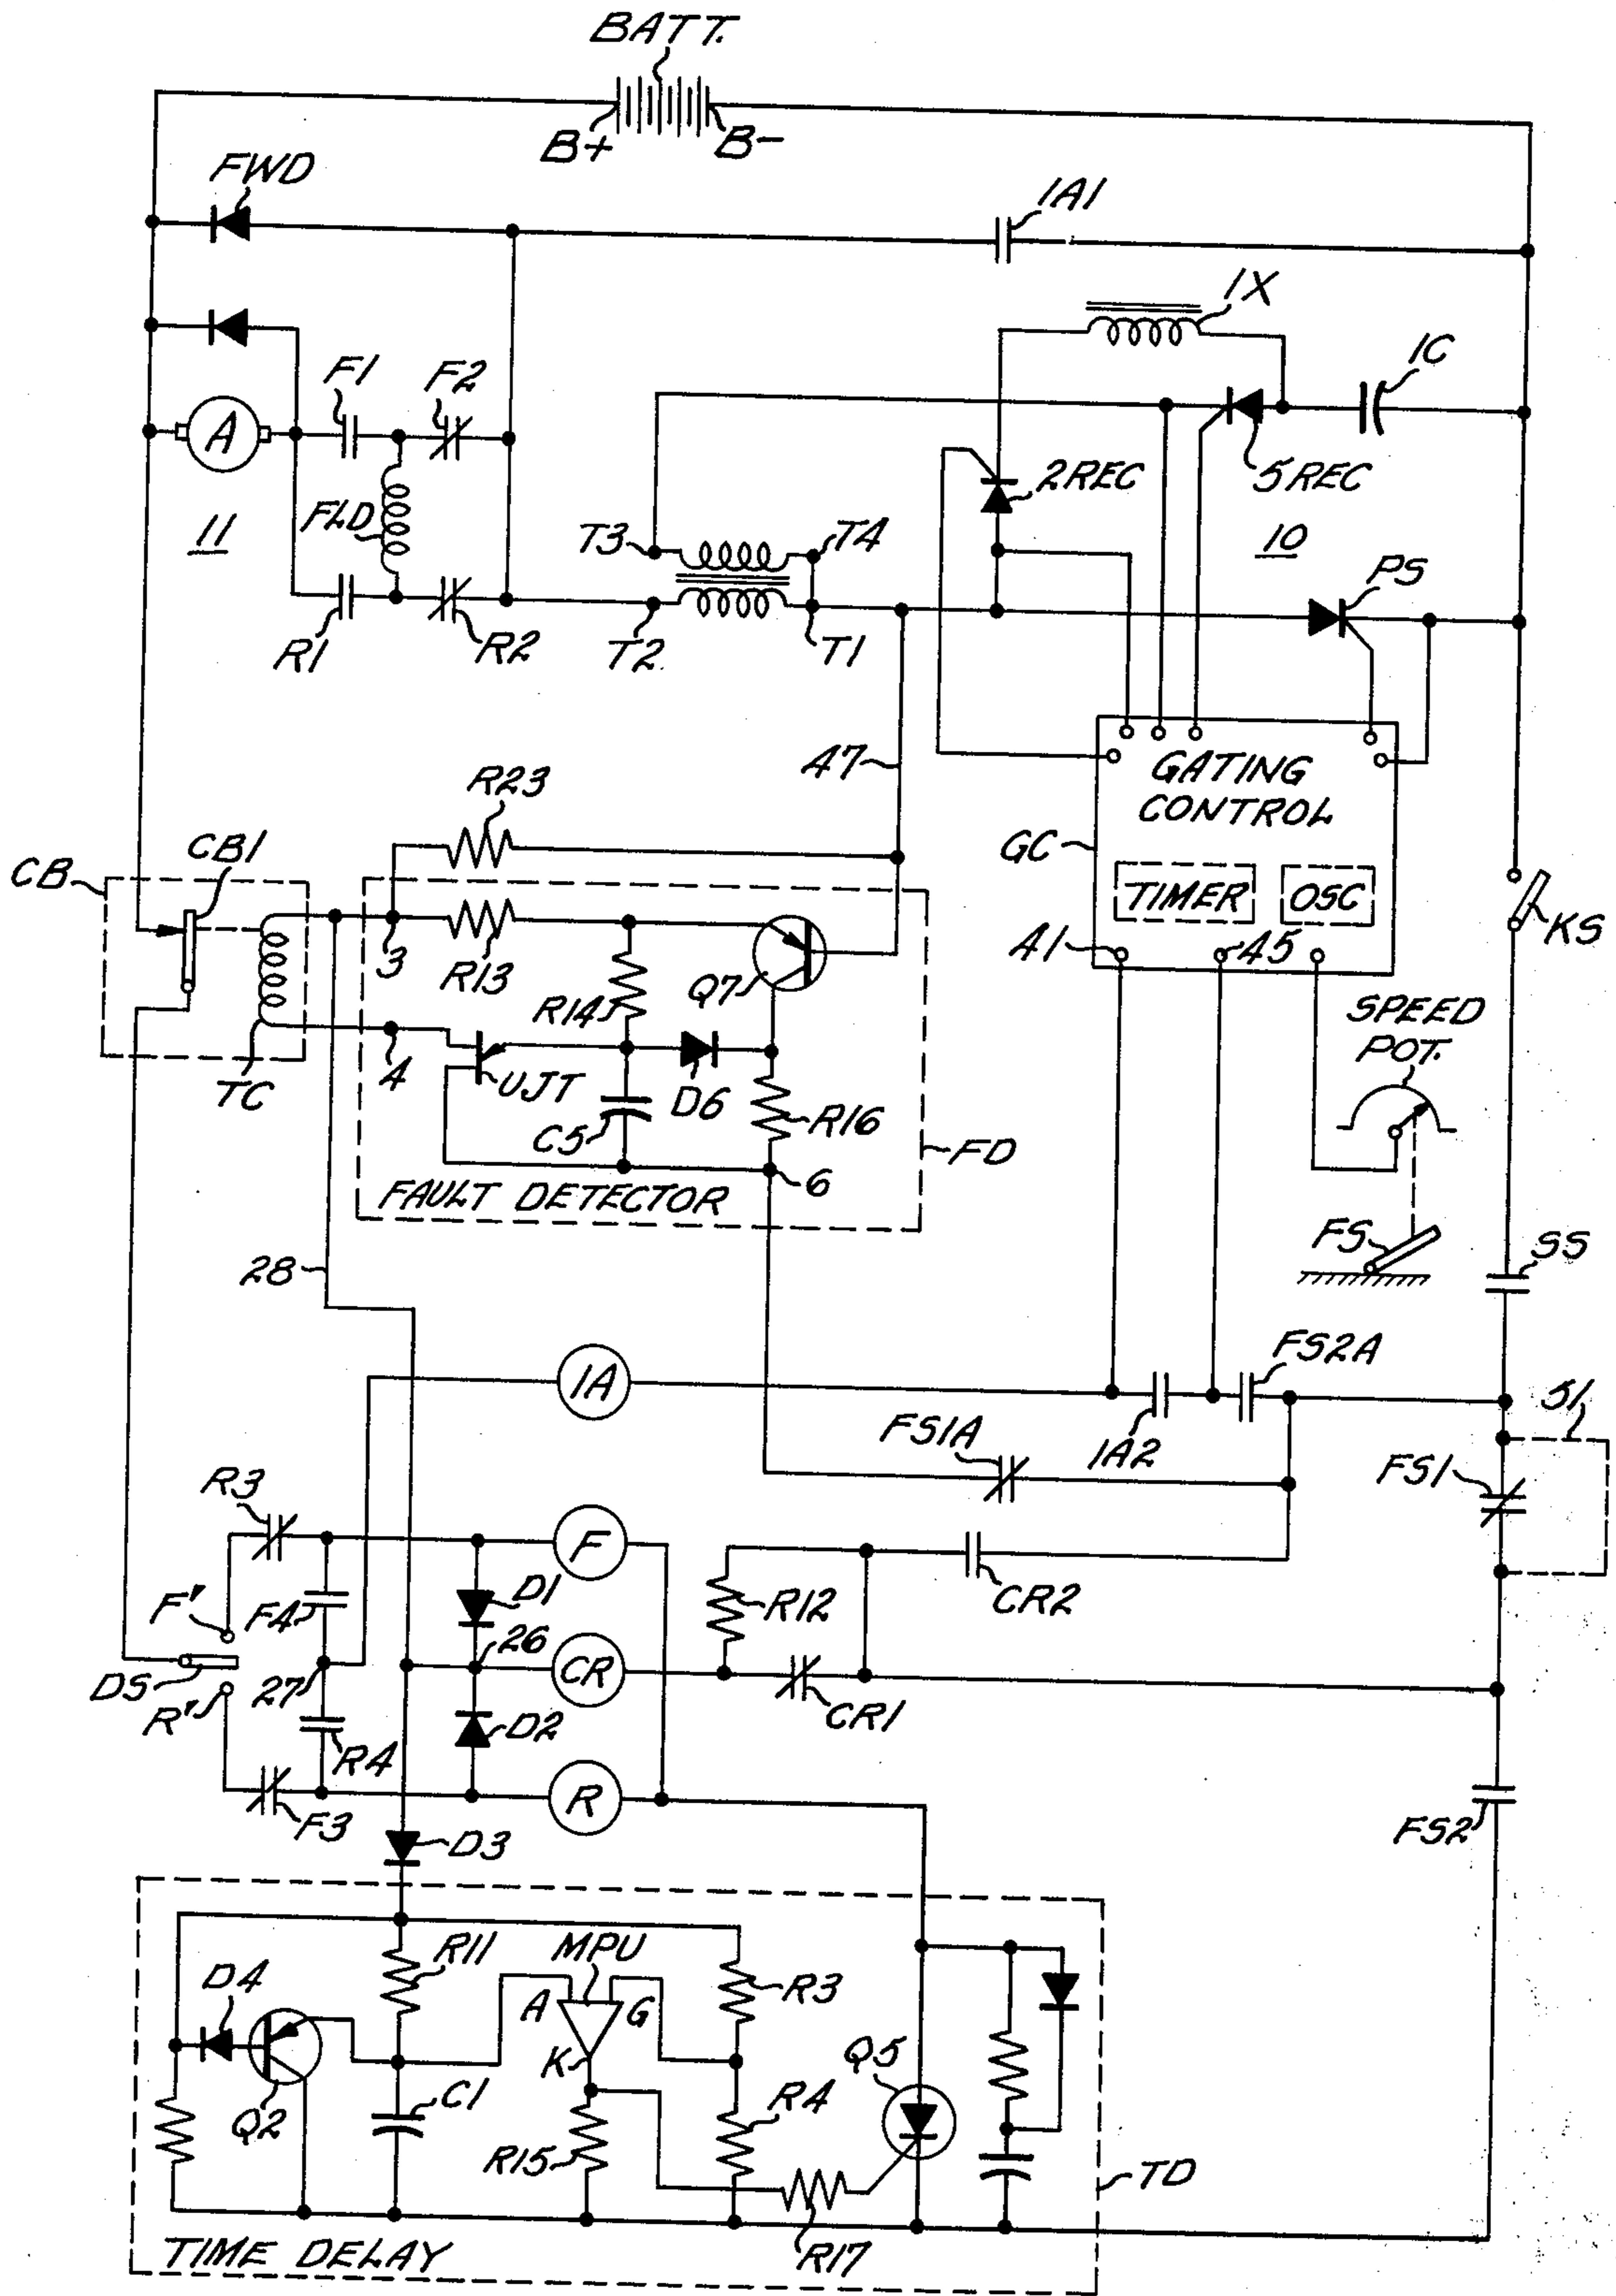 BATT.
B+
B-
FWD
1A1
1X
1C
F1
F2
A
2REC
5REC
11
FLD
T3
T4
10
PS
R1
R2
T2
T1
47
GATING
CONTROL
R23
CB
CB1
GC
TIMER
OSC
KS
3
R13
Q7
41
45
R14
SPEED
POT.
4
UJT
D6
TC
C5
R16
FD
6
FAULT DETECTOR
FS
SS
28
FS2A
1A
51
FS1A
1A2
FS1
R3
F
D1
F'
F4
R12
CR2
26
DS
27
CR
R'
CR1
D2
R4
R
F3
FS2
D3
R11
MPU
D4
A
G
R3
Q5
K
C1
R4
Q2
R15
TD
R17
TIME DELAY